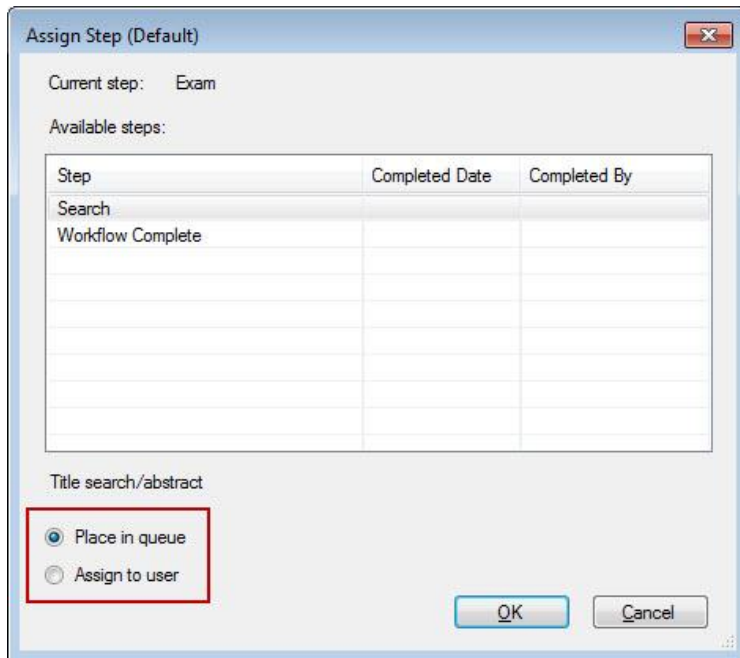 Assign Step (Default)
Current step: Exam
Available steps:
Step Completed Date Completed By
Search
Workflow Complete
Title search/abstract
Place in queue
Assign to user
OK Cancel